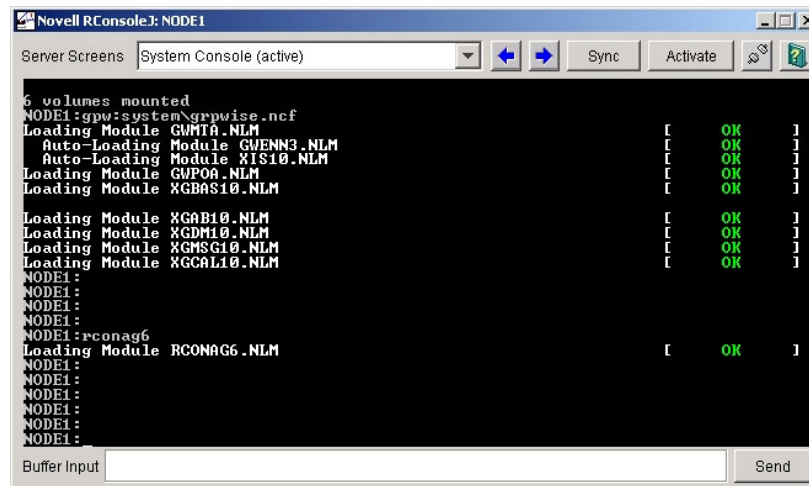 Novell RConsoleJ: NODE1
Server Screens System Console (active) Sync Activate
6 volumes mounted
NODE1:gpw:system\grpwise.ncf
Loading Module GWMTA.NLM [ OK ]
Auto-Loading Module GWENN3.NLM [ OK ]
Auto-Loading Module XIS10.NLM [ OK ]
Loading Module GWPOA.NLM [ OK ]
Loading Module XGBAS10.NLM [ OK ]
Loading Module XGAB10.NLM [ OK ]
Loading Module XGDM10.NLM [ OK ]
Loading Module XGMSG10.NLM [ OK ]
Loading Module XGCAL10.NLM [ OK ]
NODE1:
NODE1:
NODE1:
NODE1:
NODE1:rconag6
Loading Module RCONAG6.NLM [ OK ]
NODE1:
NODE1:
NODE1:
NODE1:
NODE1:
NODE1:_
Buffer Input Send